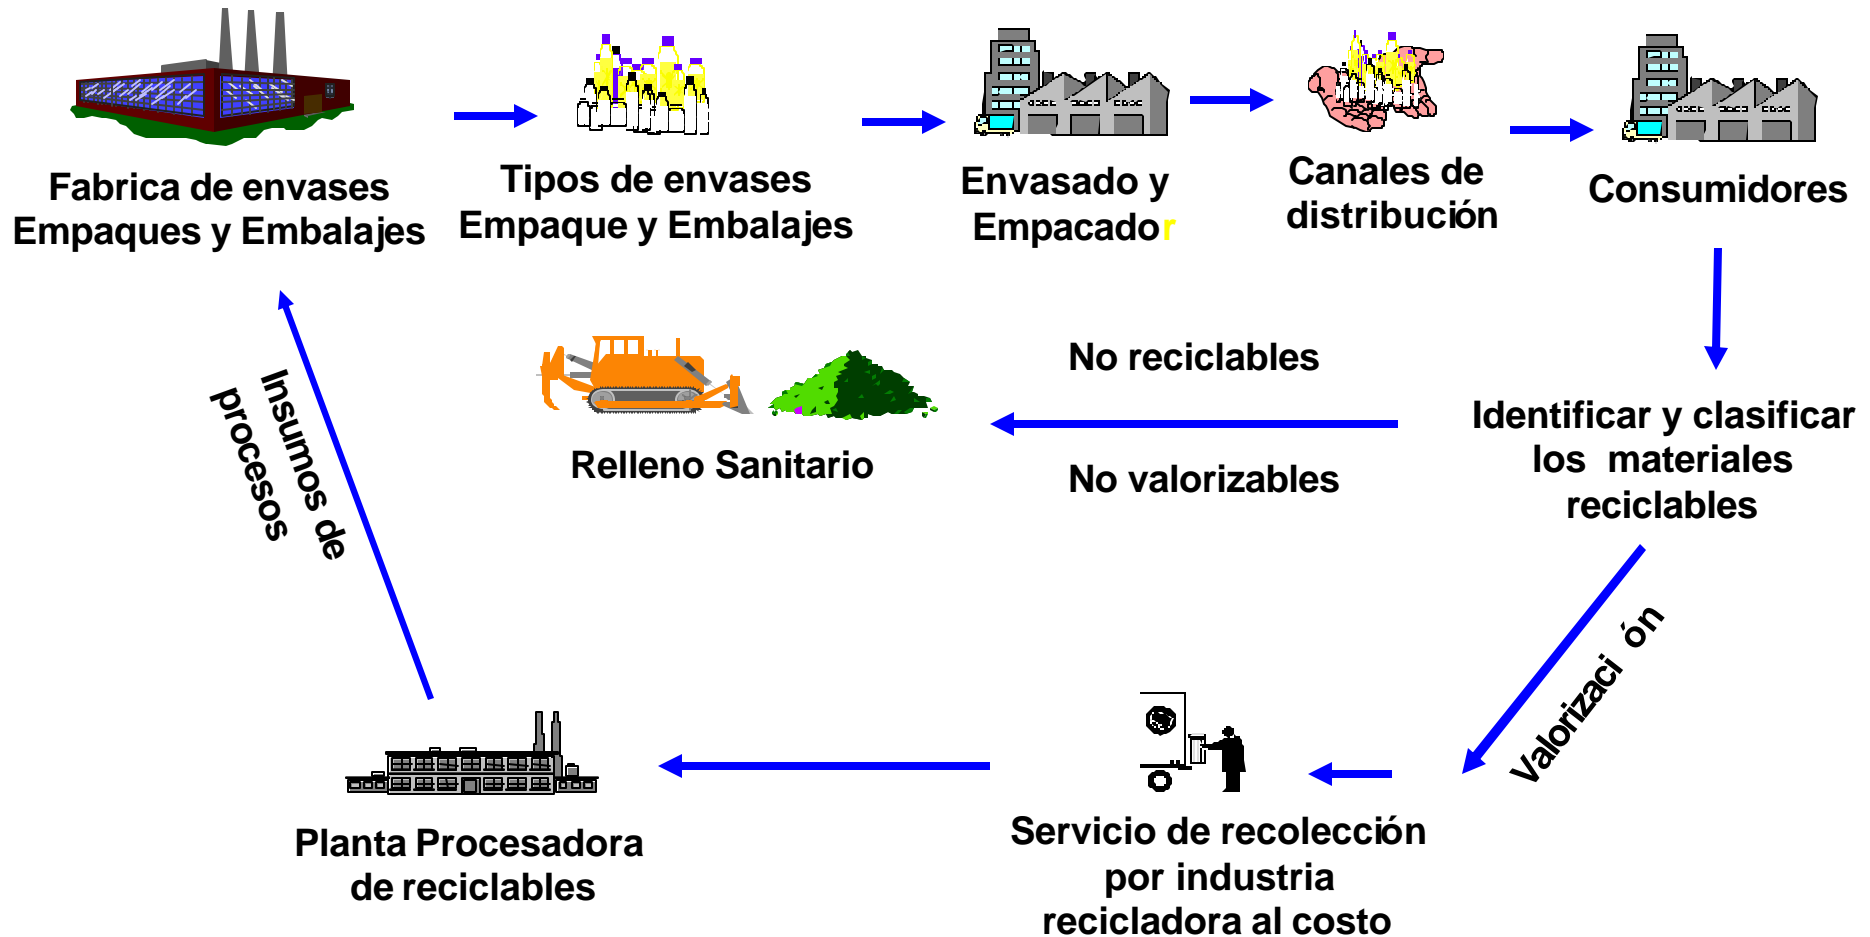 Fabrica de envases
Empaques y Embalajes
Tipos de envases
Empaque y Embalajes
Envasado y
Empacador
Canales de
distribución
Consumidores
No reciclables
Relleno Sanitario
No valorizables
Identificar y clasificar
los materiales
reciclables
Insumos de
procesos
Valorizaci ón
Servicio de recolección
por industria
recicladora al costo
Planta Procesadora
de reciclables